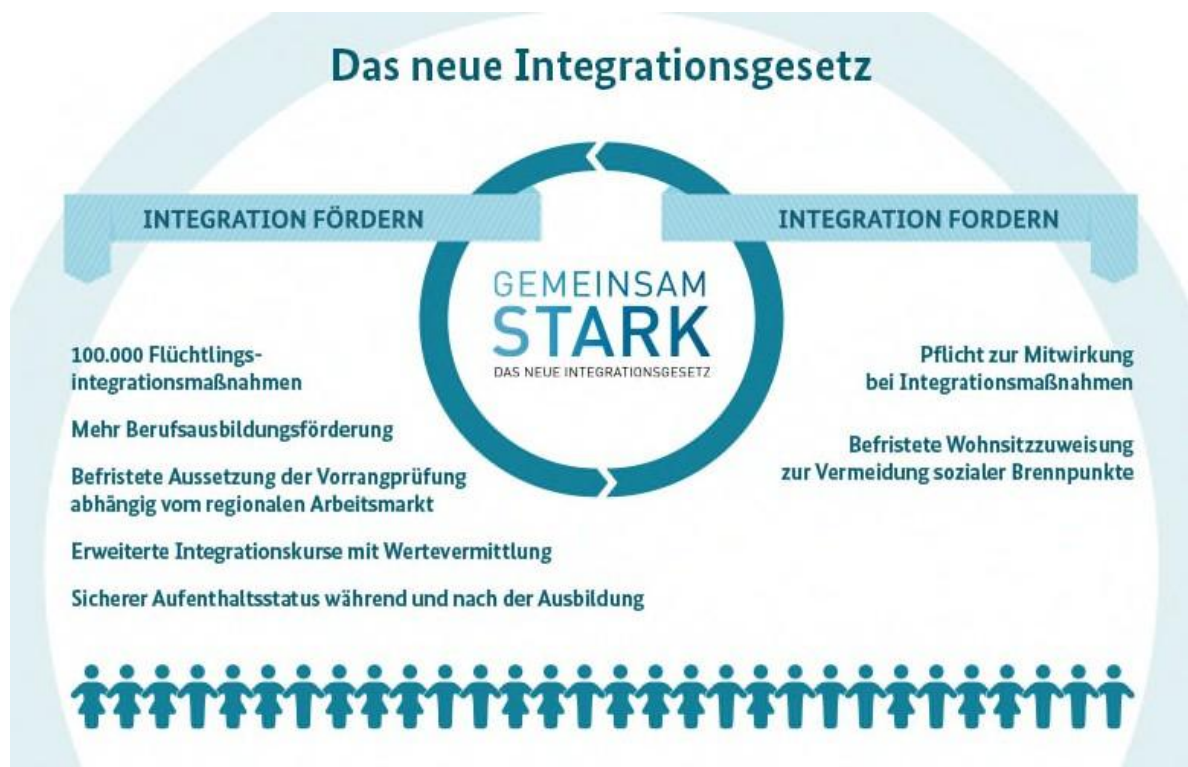 Das neue Integrationsgesetz
INTEGRATION FÖRDERN
INTEGRATION FORDERN
GEMEINSAM
STARK
DAS NEUE INTEGRATIONSGESETZ
100.000 Flüchtlings-
integrationsmaßnahmen
Mehr Berufsausbildungsförderung
Befristete Aussetzung der Vorrangprüfung
abhängig vom regionalen Arbeitsmarkt
Erweiterte Integrationskurse mit Wertevermittlung
Sicherer Aufenthaltsstatus während und nach der Ausbildung
Pflicht zur Mitwirkung
bei Integrationsmaßnahmen
Befristete Wohnsitzzuweisung
zur Vermeidung sozialer Brennpunkte